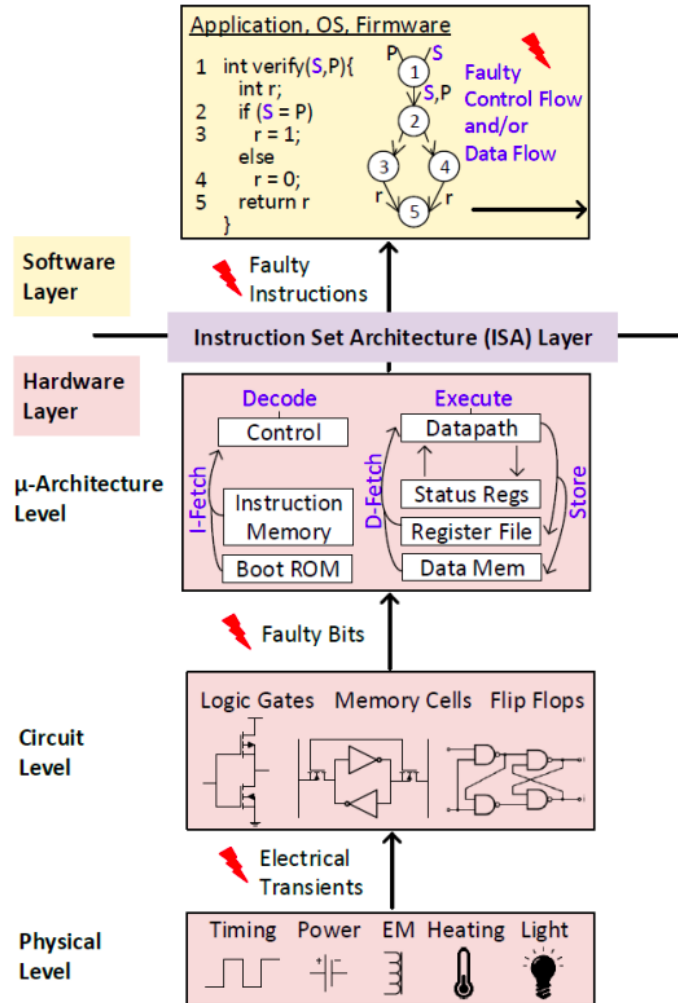 Application, OS, Firmware
1 int verify(S,P){
int r;
2 if (S = P)
3 r = 1;
else
4 r = 0;
5 return r
}
P S
1
S,P
2
3 4
r r
5
Faulty
Control Flow
and/or
Data Flow
Software
Layer
Faulty
Instructions
Instruction Set Architecture (ISA) Layer
Hardware
Layer
μ-Architecture
Level
Decode
Control
I-Fetch
Instruction
Memory
Boot ROM
Execute
Datapath
D-Fetch
Status Regs
Register File
Data Mem
Store
Faulty Bits
Circuit
Level
Logic Gates Memory Cells Flip Flops
Electrical
Transients
Physical
Level
Timing Power EM Heating Light
+ -